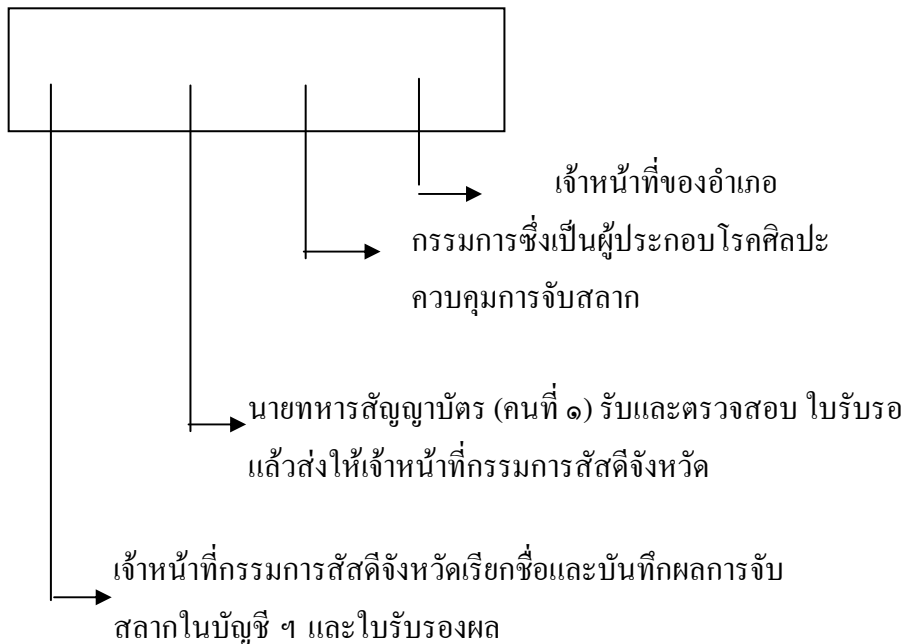 เจ้าหน้าที่ของอำเภอ
กรรมการซึ่งเป็นผู้ประกอบโรคศิลปะ
ควบคุมการจับสลาก
นายทหารสัญญาบัตร (คนที่ ๑) รับและตรวจสอบ ใบรับรอ
แล้วส่งให้เจ้าหน้าที่กรรมการสัสดีจังหวัด
เจ้าหน้าที่กรรมการสัสดีจังหวัดเรียกชื่อและบันทึกผลการจับ
สลากในบัญชี ฯ และใบรับรองผล